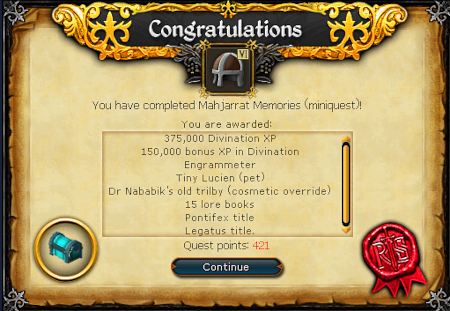 Congratulations
VI
You have completed Mahjarrat Memories (miniquest)!
You are awarded:
375,000 Divination XP
150,000 bonus XP in Divination
Engrammeter
Tiny Lucien (pet)
Dr Nababik's old trilby (cosmetic override)
15 lore books
Pontifex title
Legatus title.
Quest points: 421
Continue
RS